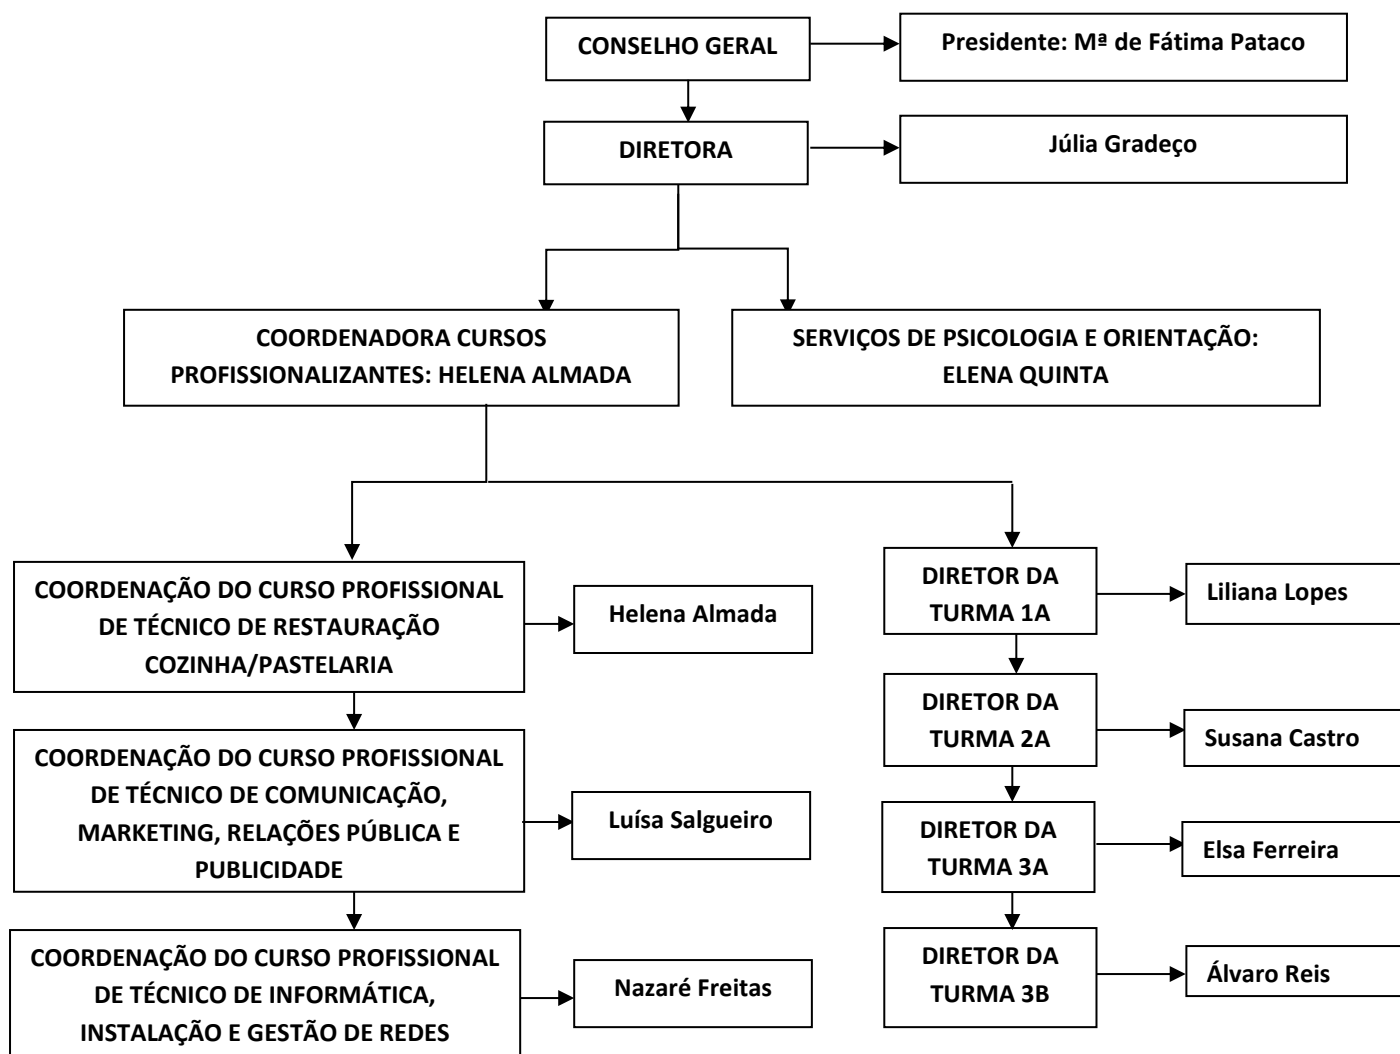 CONSELHO GERAL
Presidente: Mª de Fátima Pataco
DIRETORA
Júlia Gradeço
COORDENADORA CURSOS
PROFISSIONALIZANTES: HELENA ALMADA
SERVIÇOS DE PSICOLOGIA E ORIENTAÇÃO:
ELENA QUINTA
COORDENAÇÃO DO CURSO PROFISSIONAL
DE TÉCNICO DE RESTAURAÇÃO
COZINHA/PASTELARIA
Helena Almada
COORDENAÇÃO DO CURSO PROFISSIONAL
DE TÉCNICO DE COMUNICAÇÃO,
MARKETING, RELAÇÕES PÚBLICA E
PUBLICIDADE
Luísa Salgueiro
COORDENAÇÃO DO CURSO PROFISSIONAL
DE TÉCNICO DE INFORMÁTICA,
INSTALAÇÃO E GESTÃO DE REDES
Nazaré Freitas
DIRETOR DA
TURMA 1A
Liliana Lopes
DIRETOR DA
TURMA 2A
Susana Castro
DIRETOR DA
TURMA 3A
Elsa Ferreira
DIRETOR DA
TURMA 3B
Álvaro Reis